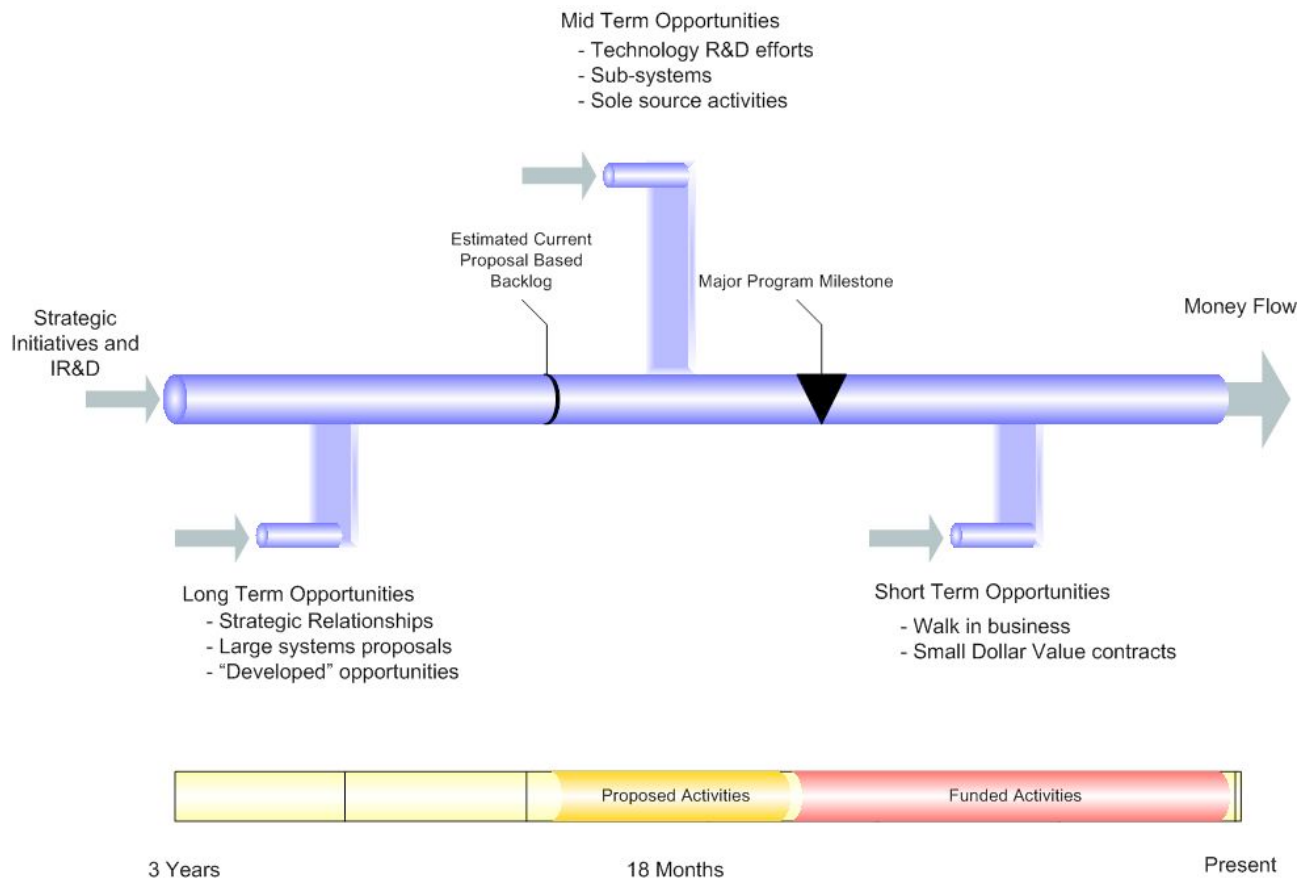 Mid Term Opportunities
- Technology R&D efforts
- Sub-systems
- Sole source activities
Estimated Current
Proposal Based
Backlog
Major Program Milestone
Money Flow
Strategic
Initiatives and
IR&D
Long Term Opportunities
- Strategic Relationships
- Large systems proposals
- “Developed” opportunities
Short Term Opportunities
- Walk in business
- Small Dollar Value contracts
Proposed Activities
Funded Activities
3 Years
18 Months
Present